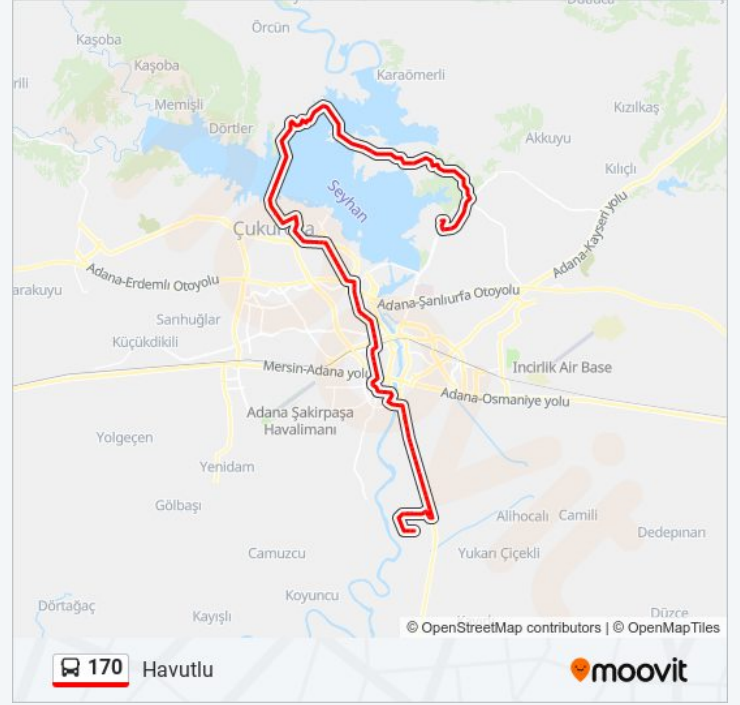 Örcün
Kaşoba
Kaşoba
Karaömerli
Memişli
Kızılkaş
Dörtler
Akkuyu
Kılıçlı
Seyhan
Adana-Kayseri yolu
Adana-Erdemli Otoyolu
Adana-Şanlıurfa Otoyolu
Sarıhuğlar
Küçükdikili
Mersin-Adana yolu
Incirlik Air Base
Adana-Osmaniye yolu
Adana Şakirpaşa
Havalimanı
Yolgeçen
Yenidam
Gölbaşı
Alihocalı
Camili
Dedepınarı
Camuzcu
Yukarı Çiçekli
Koyuncu
Dörtağaç
Kayışlı
Düzce
© OpenStreetMap contributors | © OpenMapTiles
170
Havutlu
moovit